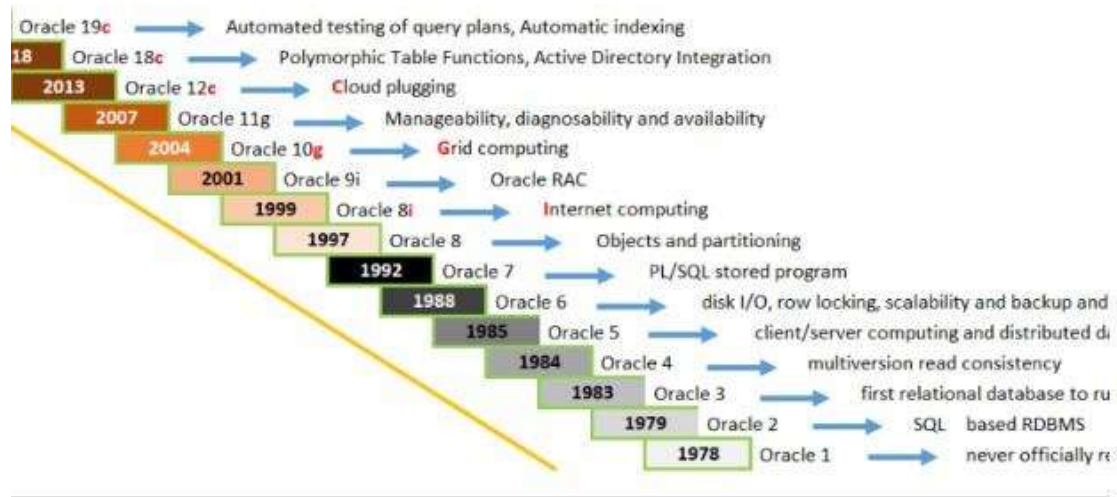 Oracle 19c Automated testing of query plans, Automatic indexing
18 Oracle 18c Polymorphic Table Functions, Active Directory Integration
2013 Oracle 12c Cloud plugging
2007 Oracle 11g Manageability, diagnosability and availability
2004 Oracle 10g Grid computing
2001 Oracle 9i Oracle RAC
1999 Oracle 8i Internet computing
1997 Oracle 8 Objects and partitioning
1992 Oracle 7 PL/SQL stored program
1988 Oracle 6 disk I/O, row locking, scalability and backup and
1985 Oracle 5 client/server computing and distributed
1984 Oracle 4 multiversion read consistency
1983 Oracle 3 first relational database to
1979 Oracle 2 SQL based RDBMS
1978 Oracle 1 never officially